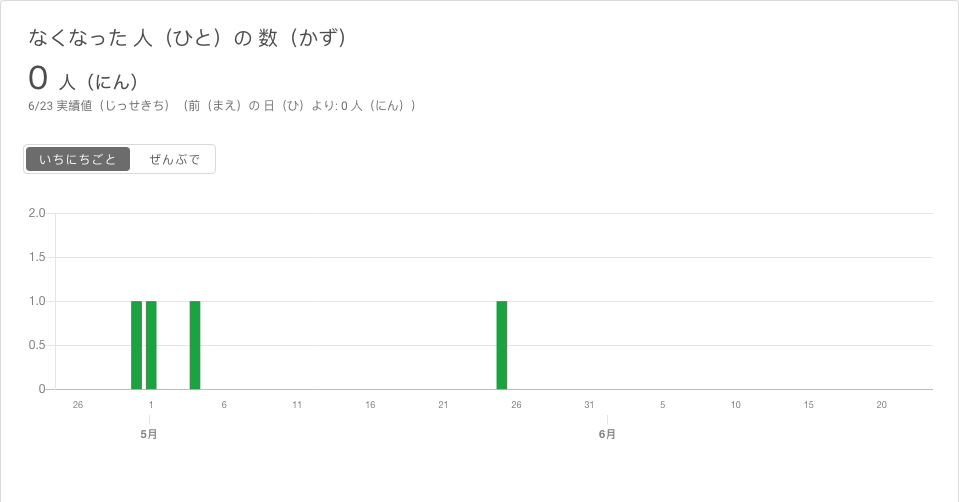 なくなった 人（ひと）の 数（かず）
0 人（にん）
6/23 実績値（じっせきち）（前（まえ）の 日（ひ）より: 0 人（にん））
いちにちごと ぜんぶで
2.0
1.5
1.0
0.5
0
26 1 6 11 16 21 26 31 5 10 15 20
5月 6月